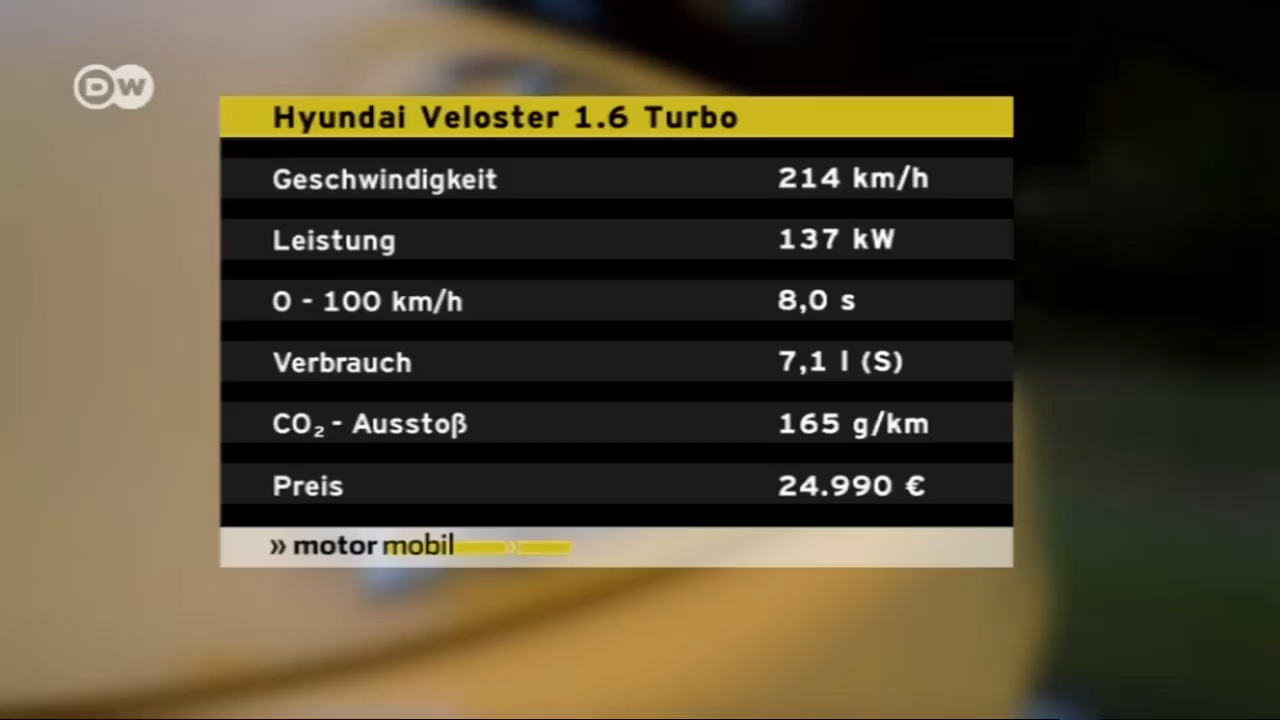 DW
Hyundai Veloster 1.6 Turbo
Geschwindigkeit 214 km/h
Leistung 137 kW
0 - 100 km/h 8,0 s
Verbrauch 7,1 l (S)
CO₂ - Ausstoß 165 g/km
Preis 24.990 €
» motor mobil